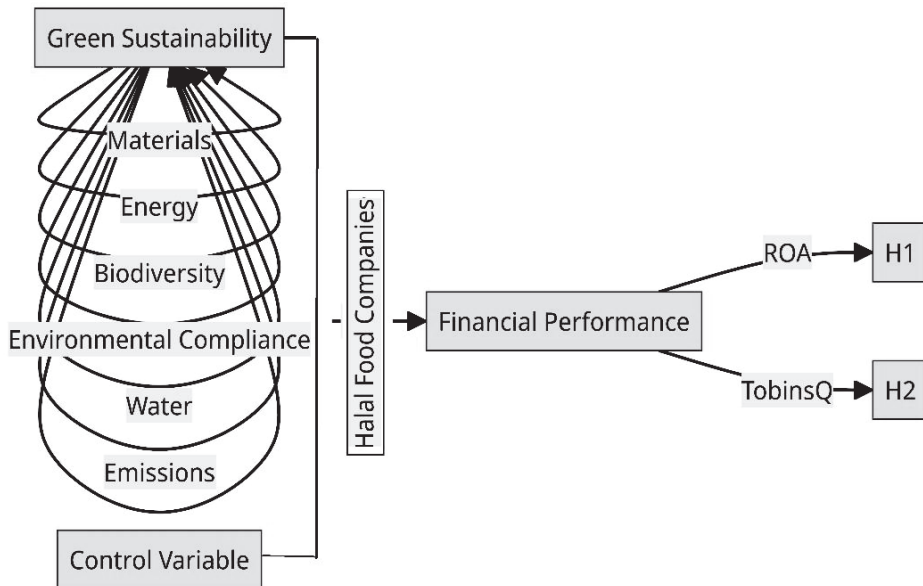 Green Sustainability
Materials
Energy
Biodiversity
Environmental Compliance
Water
Emissions
Control Variable
Halal Food Companies
Financial Performance
ROA
H1
TobinsQ
H2